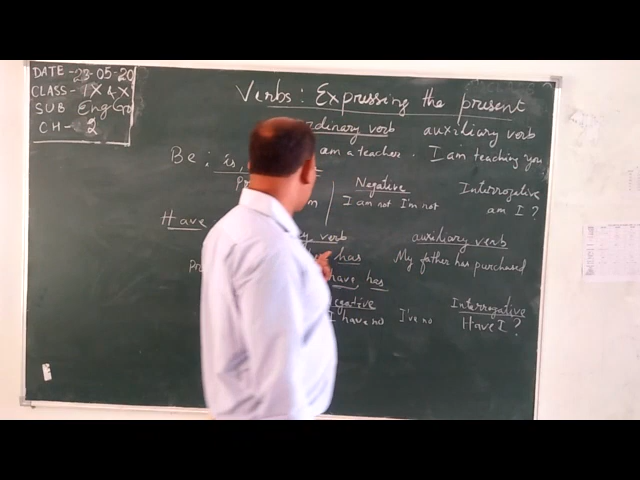 DATE - 23-05-20
CLASS - IX & X
SUB Eng Gr
CH - 2
Verbs : Expressing the present
ordinary verb auxiliary verb
Be : is, am a teacher. I am teaching you
Negative Interrogative
I am not I'm not am I ?
Have verb auxiliary verb
has My father has purchased
have, has
Negative Interrogative
I have no I've no Have I ?